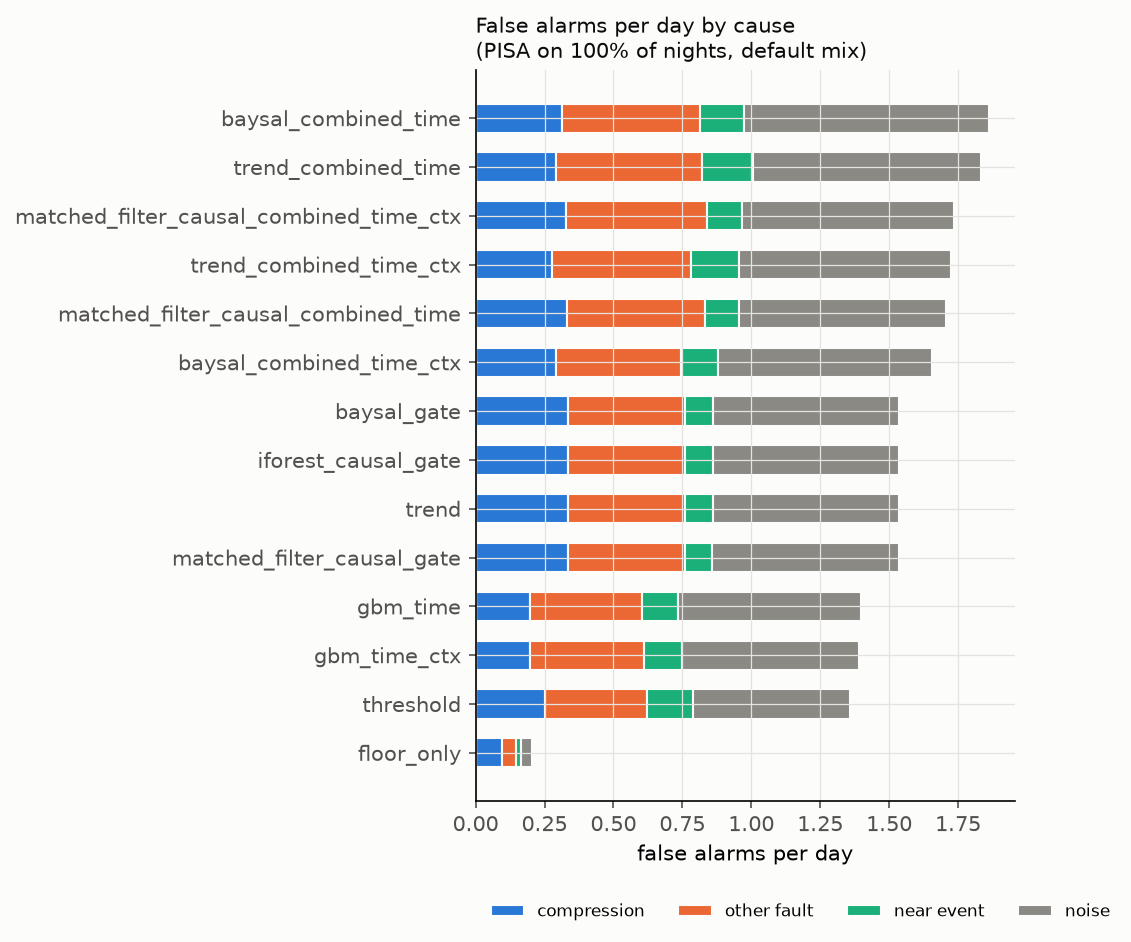 False alarms per day by cause
(PISA on 100% of nights, default mix)
baysal_combined_time
trend_combined_time
matched_filter_causal_combined_time_ctx
trend_combined_time_ctx
matched_filter_causal_combined_time
baysal_combined_time_ctx
baysal_gate
iforest_causal_gate
trend
matched_filter_causal_gate
gbm_time
gbm_time_ctx
threshold
floor_only
0.00 0.25 0.50 0.75 1.00 1.25 1.50 1.75
false alarms per day
compression other fault near event noise